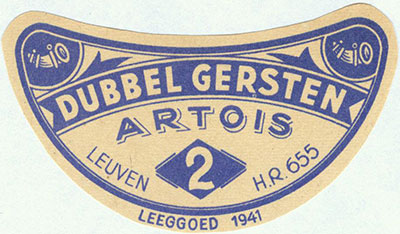 DUBBEL GERSTEN
ARTOIS
LEUVEN 2 H.R. 655
LEEGGOED 1941